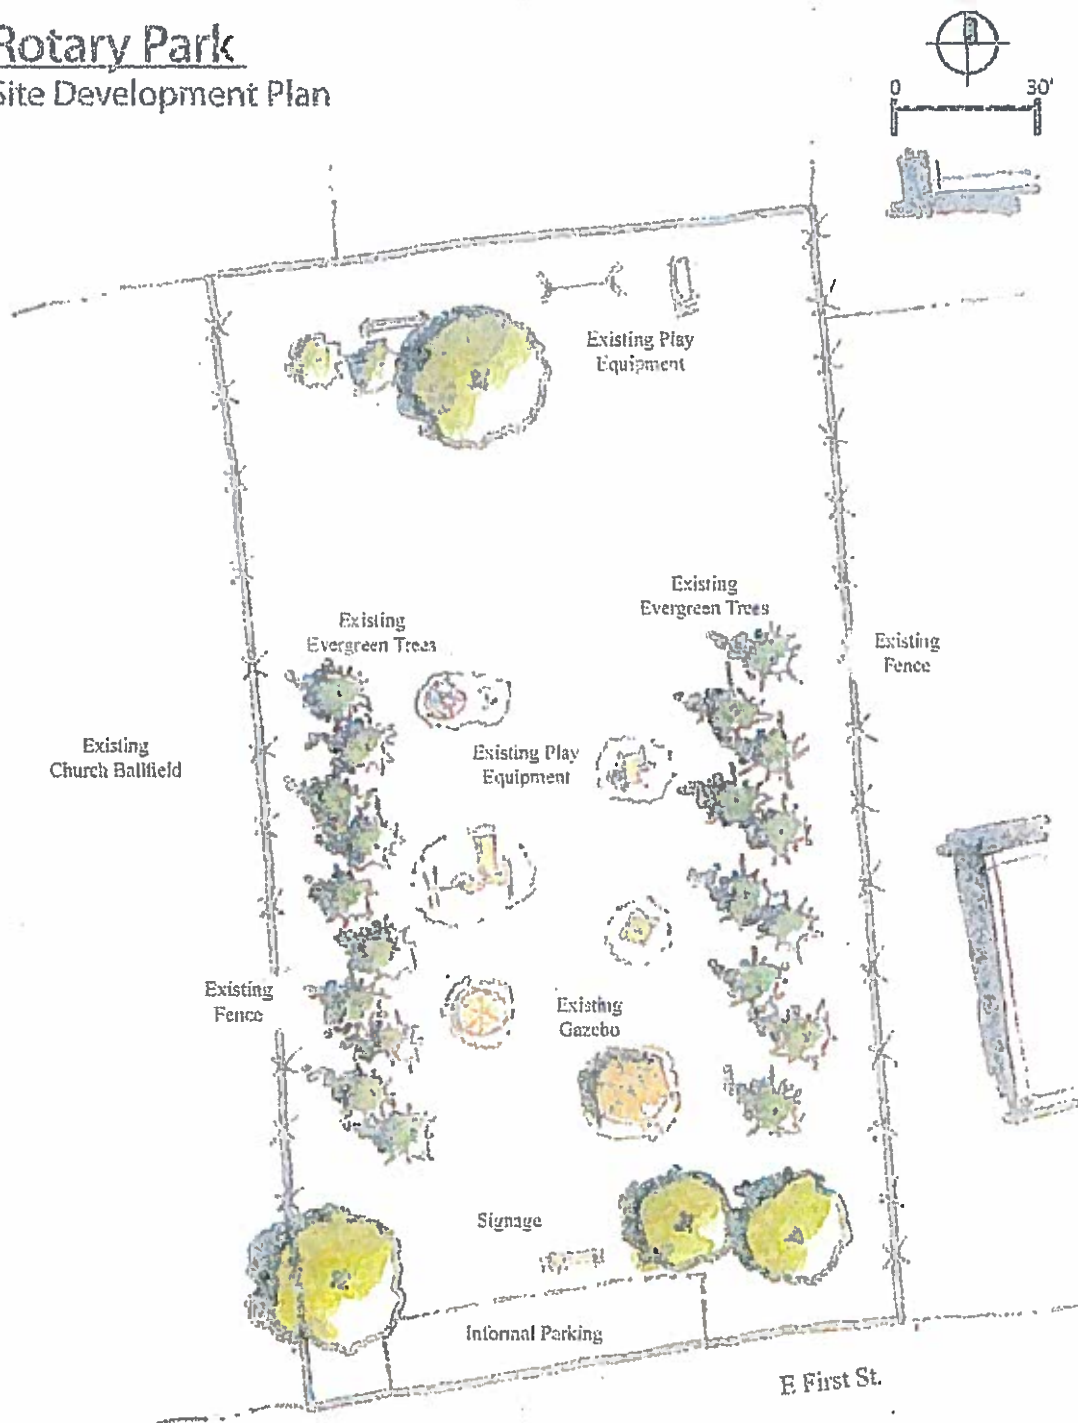 Rotary Park
Site Development Plan
0 30'
Existing Play
Equipment
Existing
Evergreen Trees
Existing
Evergreen Trees
Existing
Fence
Existing
Church Ballfield
Existing Play
Equipment
Existing
Fence
Existing
Gazebo
Signage
Informal Parking
E First St.